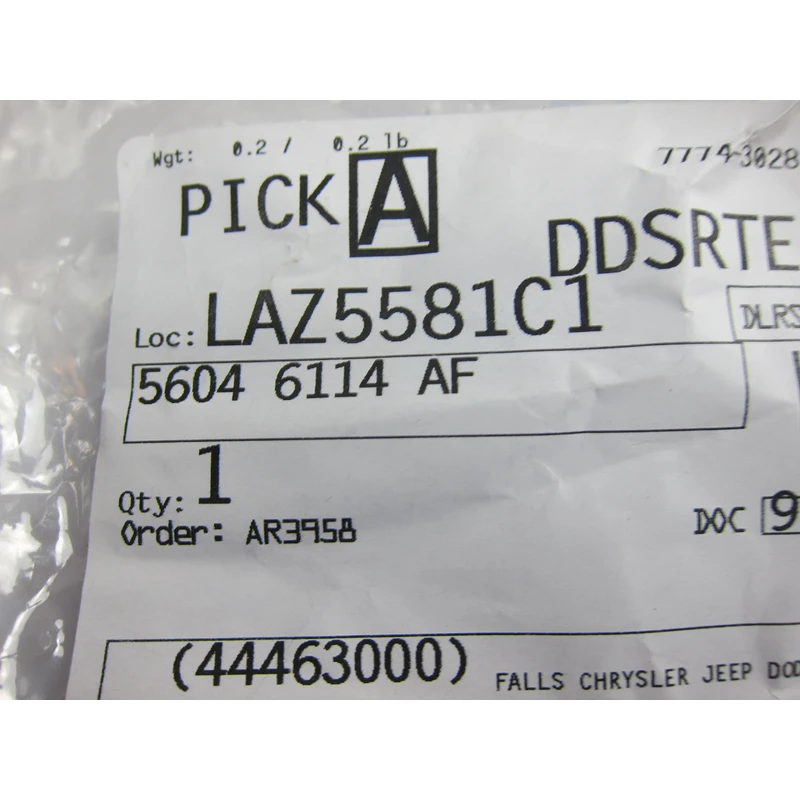 Wgt: 0.2 / 0.2 lb
7774-3028
PICK A
DDSRTE
Loc: LAZ5581C1
DLRS
5604 6114 AF
Qty: 1
Order: AR3958
DOC 9
(44463000)
FALLS CHRYSLER JEEP DOD